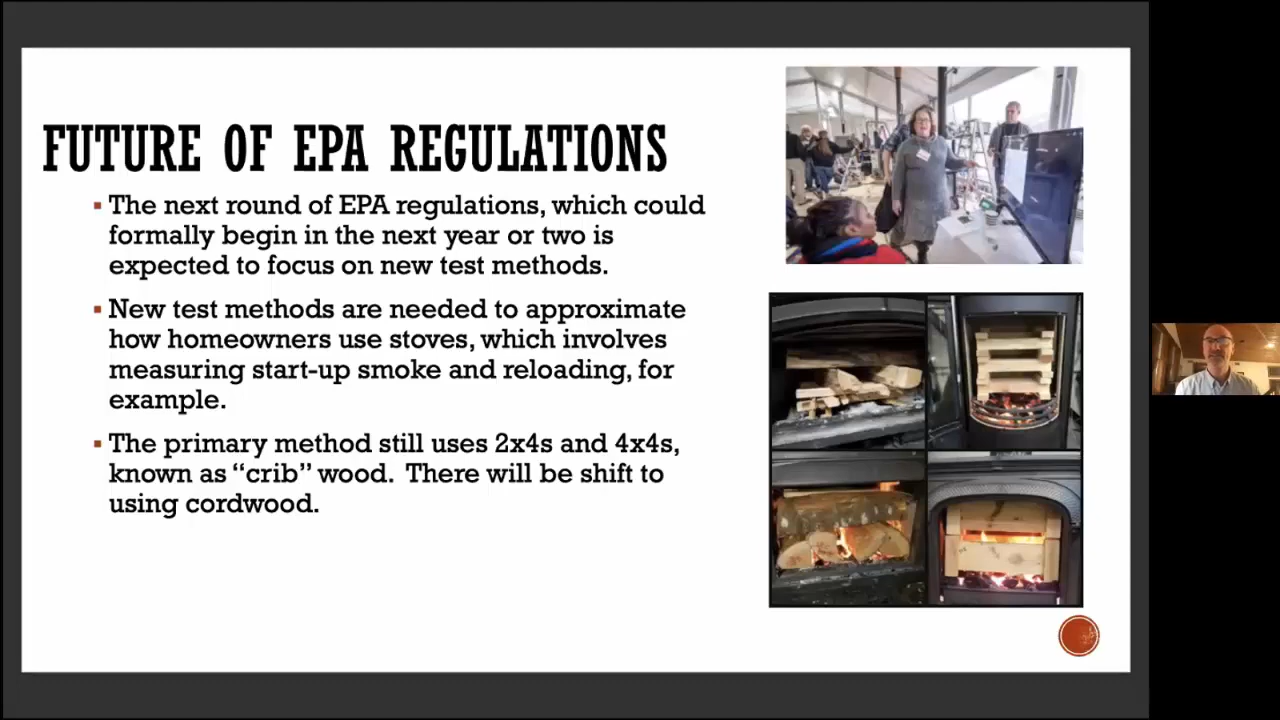 FUTURE OF EPA REGULATIONS
The next round of EPA regulations, which could
formally begin in the next year or two is
expected to focus on new test methods.
New test methods are needed to approximate
how homeowners use stoves, which involves
measuring start-up smoke and reloading, for
example.
The primary method still uses 2x4s and 4x4s,
known as “crib” wood.  There will be shift to
using cordwood.